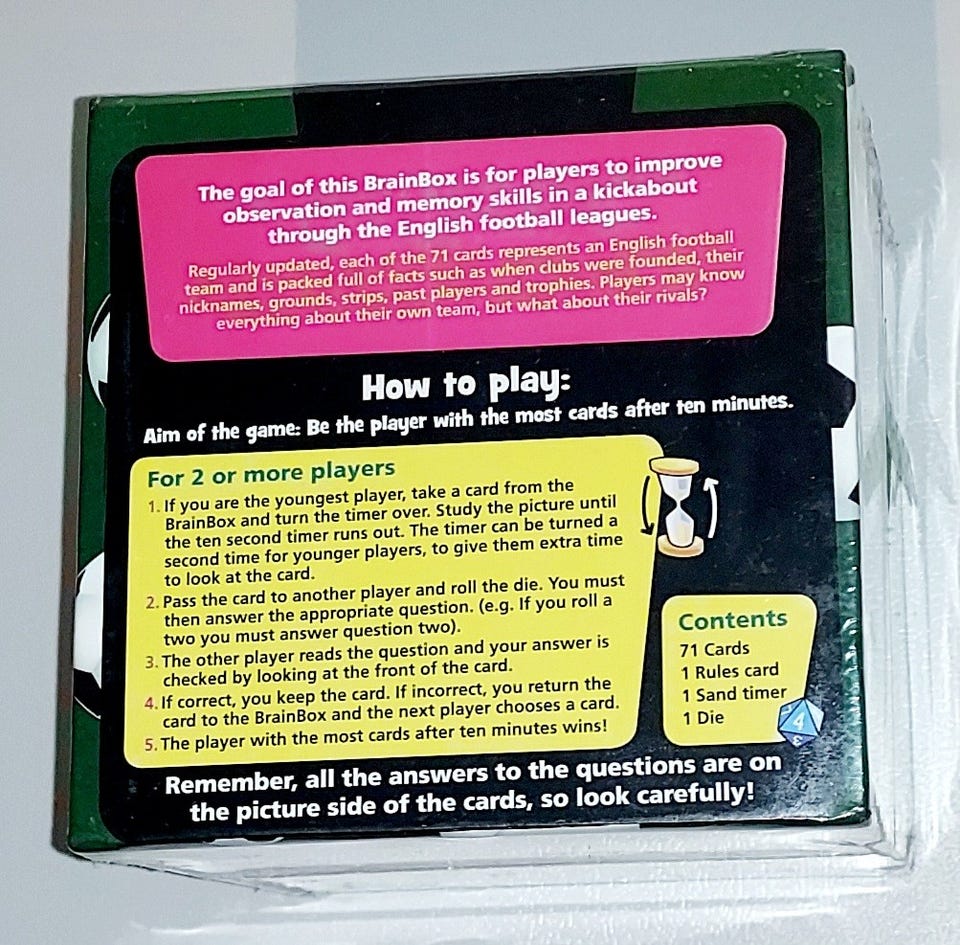 The goal of this BrainBox is for players to improve
observation and memory skills in a kickabout
through the English football leagues.
Regularly updated, each of the 71 cards represents an English football
team and is packed full of facts such as when clubs were founded, their
nicknames, grounds, strips, past players and trophies. Players may know
everything about their own team, but what about their rivals?
How to play:
Aim of the game: Be the player with the most cards after ten minutes.
For 2 or more players
1. If you are the youngest player, take a card from the
BrainBox and turn the timer over. Study the picture until
the ten second timer runs out. The timer can be turned a
second time for younger players, to give them extra time
to look at the card.
2. Pass the card to another player and roll the die. You must
then answer the appropriate question. (e.g. If you roll a
two you must answer question two).
3. The other player reads the question and your answer is
checked by looking at the front of the card.
4. If correct, you keep the card. If incorrect, you return the
card to the BrainBox and the next player chooses a card.
5. The player with the most cards after ten minutes wins!
Contents
71 Cards
1 Rules card
1 Sand timer
1 Die
4
Remember, all the answers to the questions are on
the picture side of the cards, so look carefully!